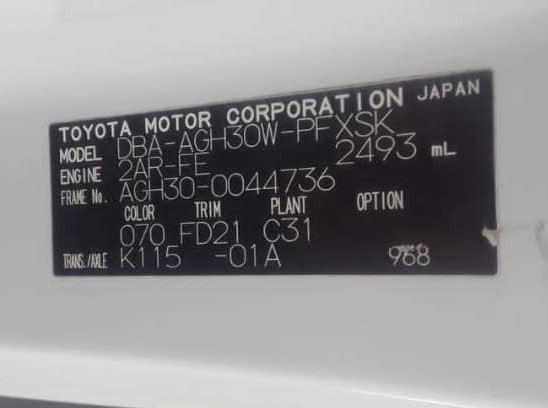 TOYOTA MOTOR CORPORATION JAPAN
MODEL DBA-AGH30W-PFXSK
ENGINE 2AR-FE 2493 mL
FRAME No. AGH30-0044736
COLOR TRIM PLANT OPTION
070 FD21 C31
TRANS./AXLE K115 -01A 968